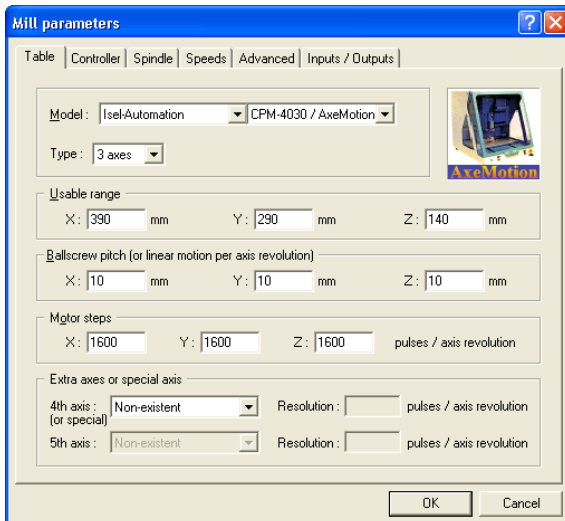 Mill parameters
Table Controller Spindle Speeds Advanced Inputs / Outputs
Model : Isel-Automation CPM-4030 / AxeMotion
Type : 3 axes
AxeMotion
Usable range
X : 390 mm Y : 290 mm Z : 140 mm
Ballscrew pitch (or linear motion per axis revolution)
X : 10 mm Y : 10 mm Z : 10 mm
Motor steps
X : 1600 Y : 1600 Z : 1600 pulses / axis revolution
Extra axes or special axis
4th axis : Non-existent Resolution : pulses / axis revolution
(or special)
5th axis : Non-existent Resolution : pulses / axis revolution
OK Cancel